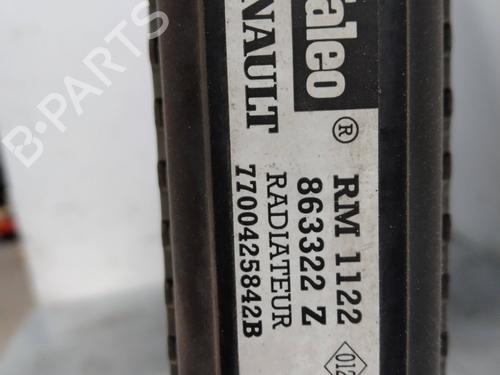 aleo ®
NAULT
RM 1122
863322 Z
RADIATEUR
7700425842B
012
B-PARTS